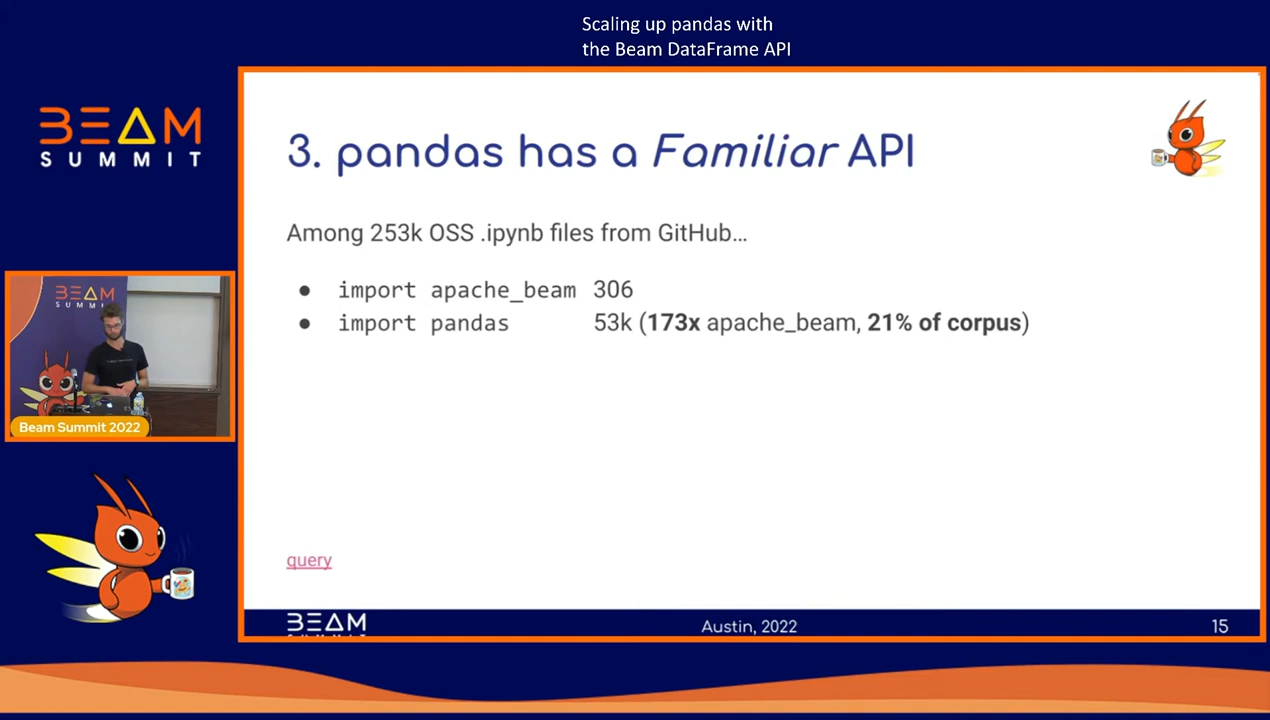 Scaling up pandas with
the Beam DataFrame API
BEAM
SUMMIT
3. pandas has a Familiar API
Among 253k OSS .ipynb files from GitHub...
● import apache_beam 306
● import pandas 53k (173x apache_beam, 21% of corpus)
BEAM
SUMMIT
Beam Summit 2022
query
BEAM
Austin, 2022
15